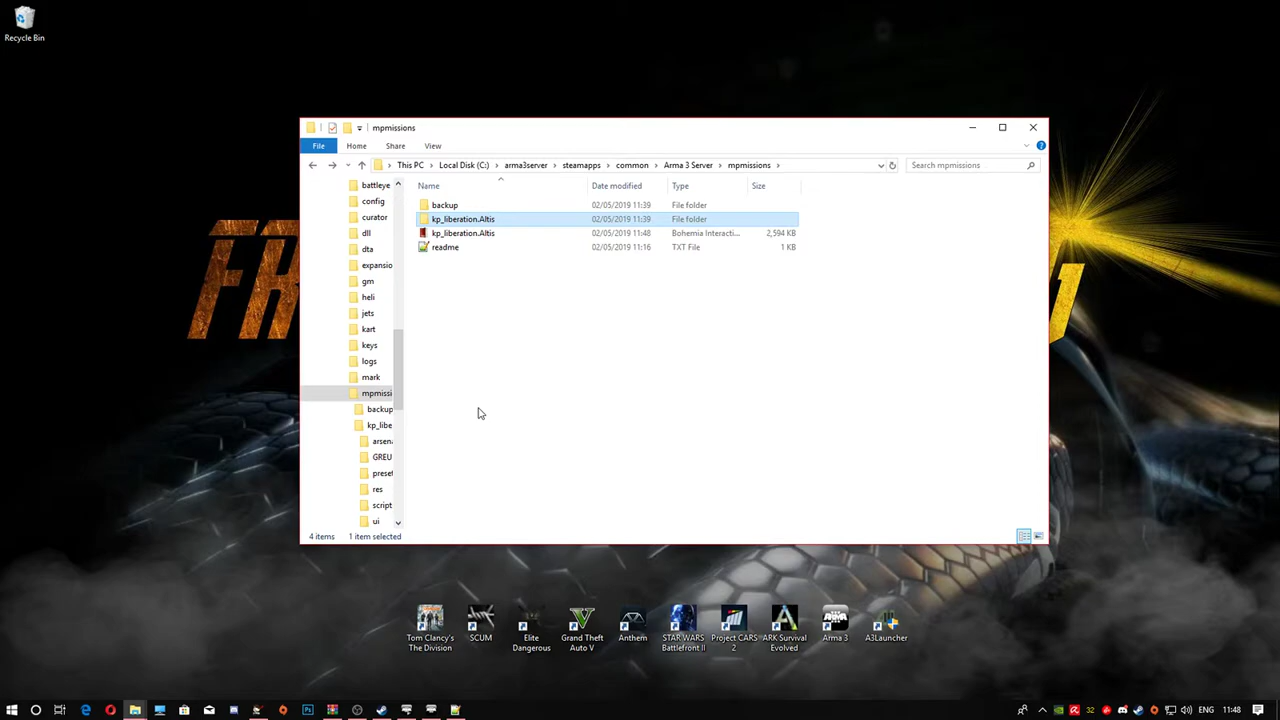 Recycle Bin
mpmissions
File
Home
Share
View
This PC
Local Disk (C:)
arma3server
steamapps
common
Arma 3 Server
mpmissions
Search mpmissions
Name
Date modified
Type
Size
battleye
config
curator
dll
dta
expansio
gm
heli
jets
kart
keys
logs
mark
mpmissi
backup
kp_libe
arsena
GREU
preset
res
script
ui
backup 02/05/2019 11:39 File folder
kp_liberation.Altis 02/05/2019 11:39 File folder
kp_liberation.Altis 02/05/2019 11:48 Bohemia Interacti... 2,594 KB
readme 02/05/2019 11:16 TXT File 1 KB
4 items
1 item selected
FR
Tom Clancy's
The Division
SCUM
Elite
Dangerous
Grand Theft
Auto V
Anthem
STAR WARS
Battlefront II
Project CARS
2
ARK Survival
Evolved
Arma 3
A3Launcher
32
ENG
11:48